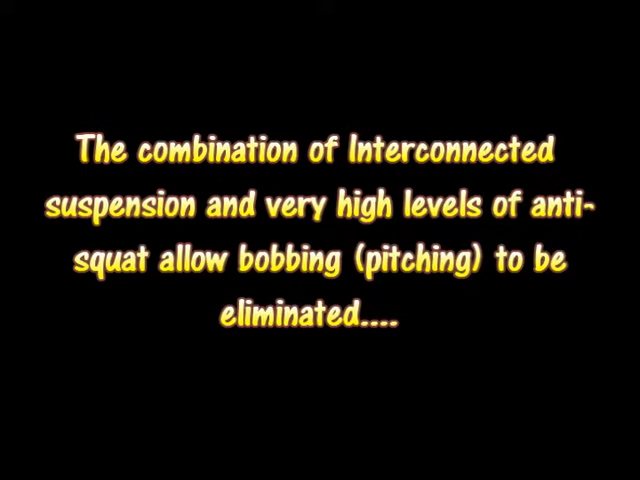 The combination of Interconnected
suspension and very high levels of anti-
squat allow bobbing (pitching) to be
eliminated....